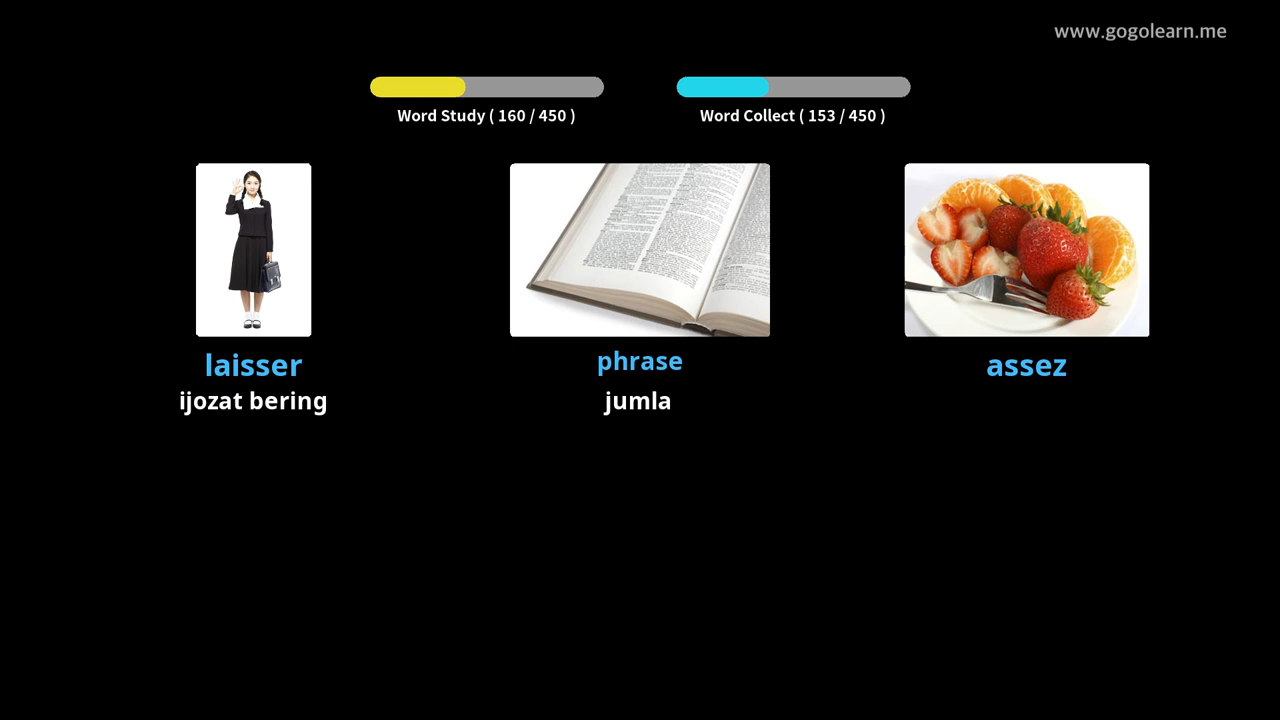 www.gogolearn.me
Word Study ( 160 / 450 )
Word Collect ( 153 / 450 )
laisser
phrase
assez
ijozat bering
jumla